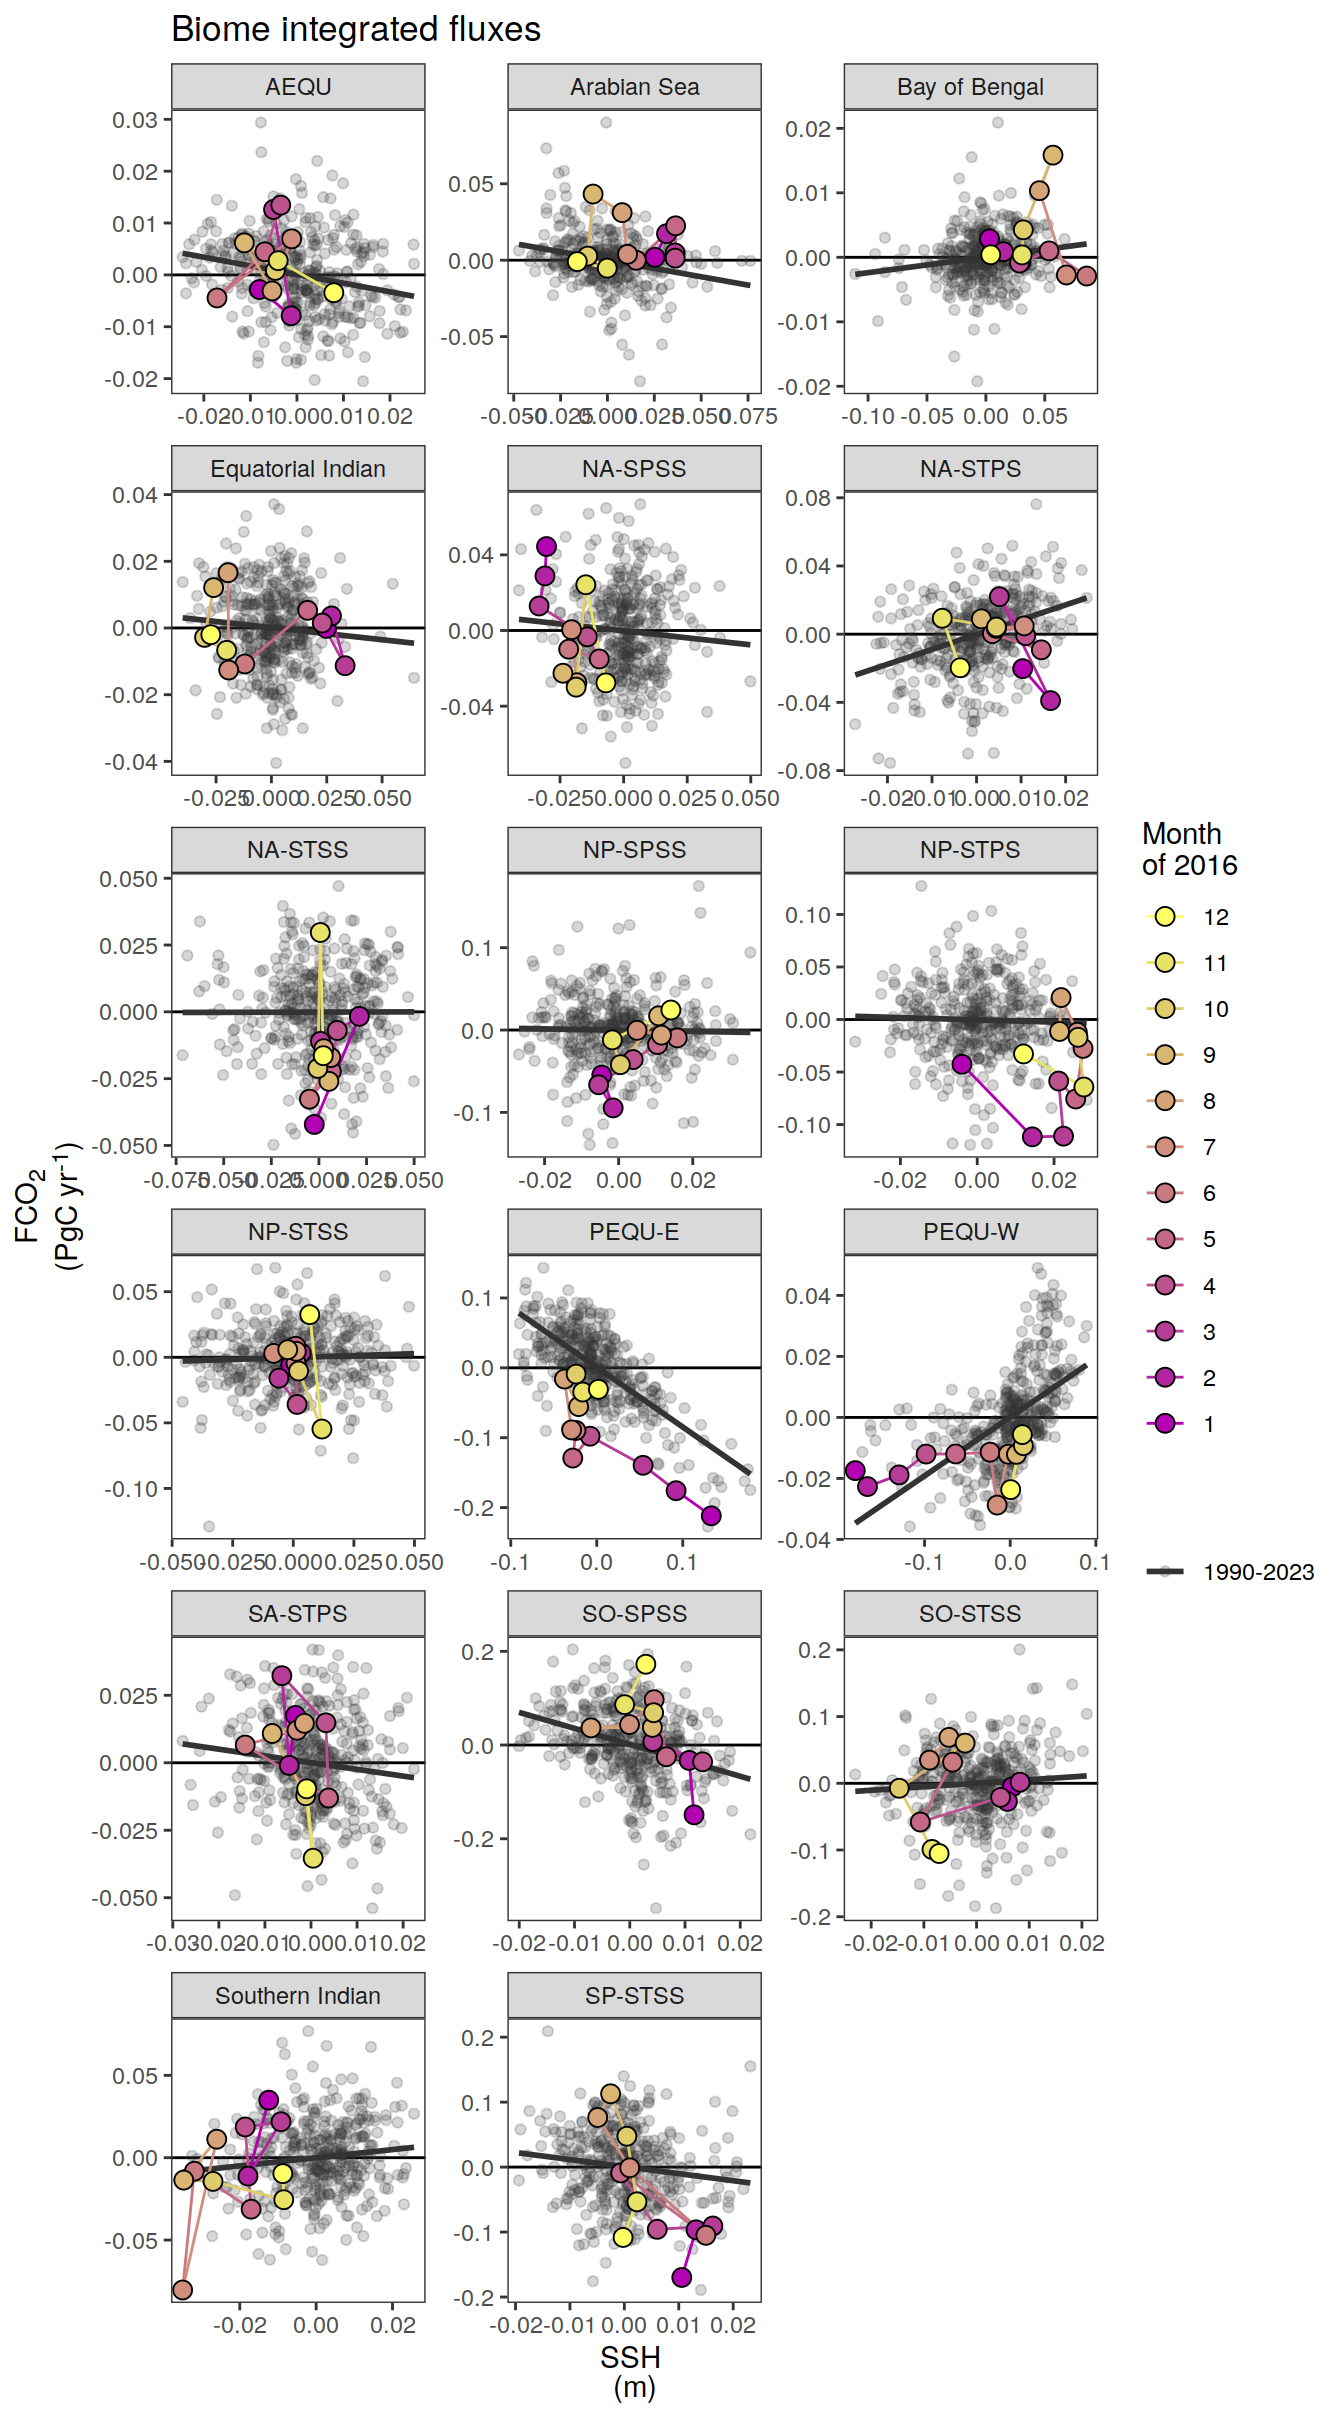 Biome integrated fluxes
AEQU Arabian Sea Bay of Bengal
0.03
0.02
0.01
0.00
-0.01
-0.02
0.05
0.00
-0.05
0.02
0.01
0.00
-0.01
-0.02
-0.02 -0.01 0.00 0.01 0.02
-0.050 -0.025 0.000 0.025 0.050 0.075
-0.10 -0.05 0.00 0.05
Equatorial Indian NA-SPSS NA-STPS
0.04
0.02
0.00
-0.02
-0.04
0.04
0.00
-0.04
0.08
0.04
0.00
-0.04
-0.08
-0.025 0.000 0.025 0.050
-0.025 0.000 0.025 0.050
-0.02 -0.01 0.00 0.01 0.02
NA-STSS NP-SPSS NP-STPS
0.050
0.025
0.000
-0.025
-0.050
0.1
0.0
-0.1
0.10
0.05
0.00
-0.05
-0.10
-0.075 -0.050 -0.025 0.000 0.025 0.050
-0.02 0.00 0.02
-0.02 0.00 0.02
NP-STSS PEQU-E PEQU-W
0.05
0.00
-0.05
-0.10
0.1
0.0
-0.1
-0.2
0.04
0.02
0.00
-0.02
-0.04
-0.050 -0.025 0.000 0.025 0.050
-0.1 0.0 0.1
-0.1 0.0 0.1
SA-STPS SO-SPSS SO-STSS
0.025
0.000
-0.025
-0.050
0.2
0.0
-0.2
0.2
0.1
0.0
-0.1
-0.2
-0.03 -0.02 -0.01 0.00 0.01 0.02
-0.02 -0.01 0.00 0.01 0.02
-0.02 -0.01 0.00 0.01 0.02
Southern Indian SP-STSS
0.05
0.00
-0.05
0.2
0.1
0.0
-0.1
-0.2
-0.02 0.00 0.02
-0.02 -0.01 0.00 0.01 0.02
SSH
(m)
FCO₂
(PgC yr⁻¹)
Month
of 2016
12
11
10
9
8
7
6
5
4
3
2
1
1990-2023